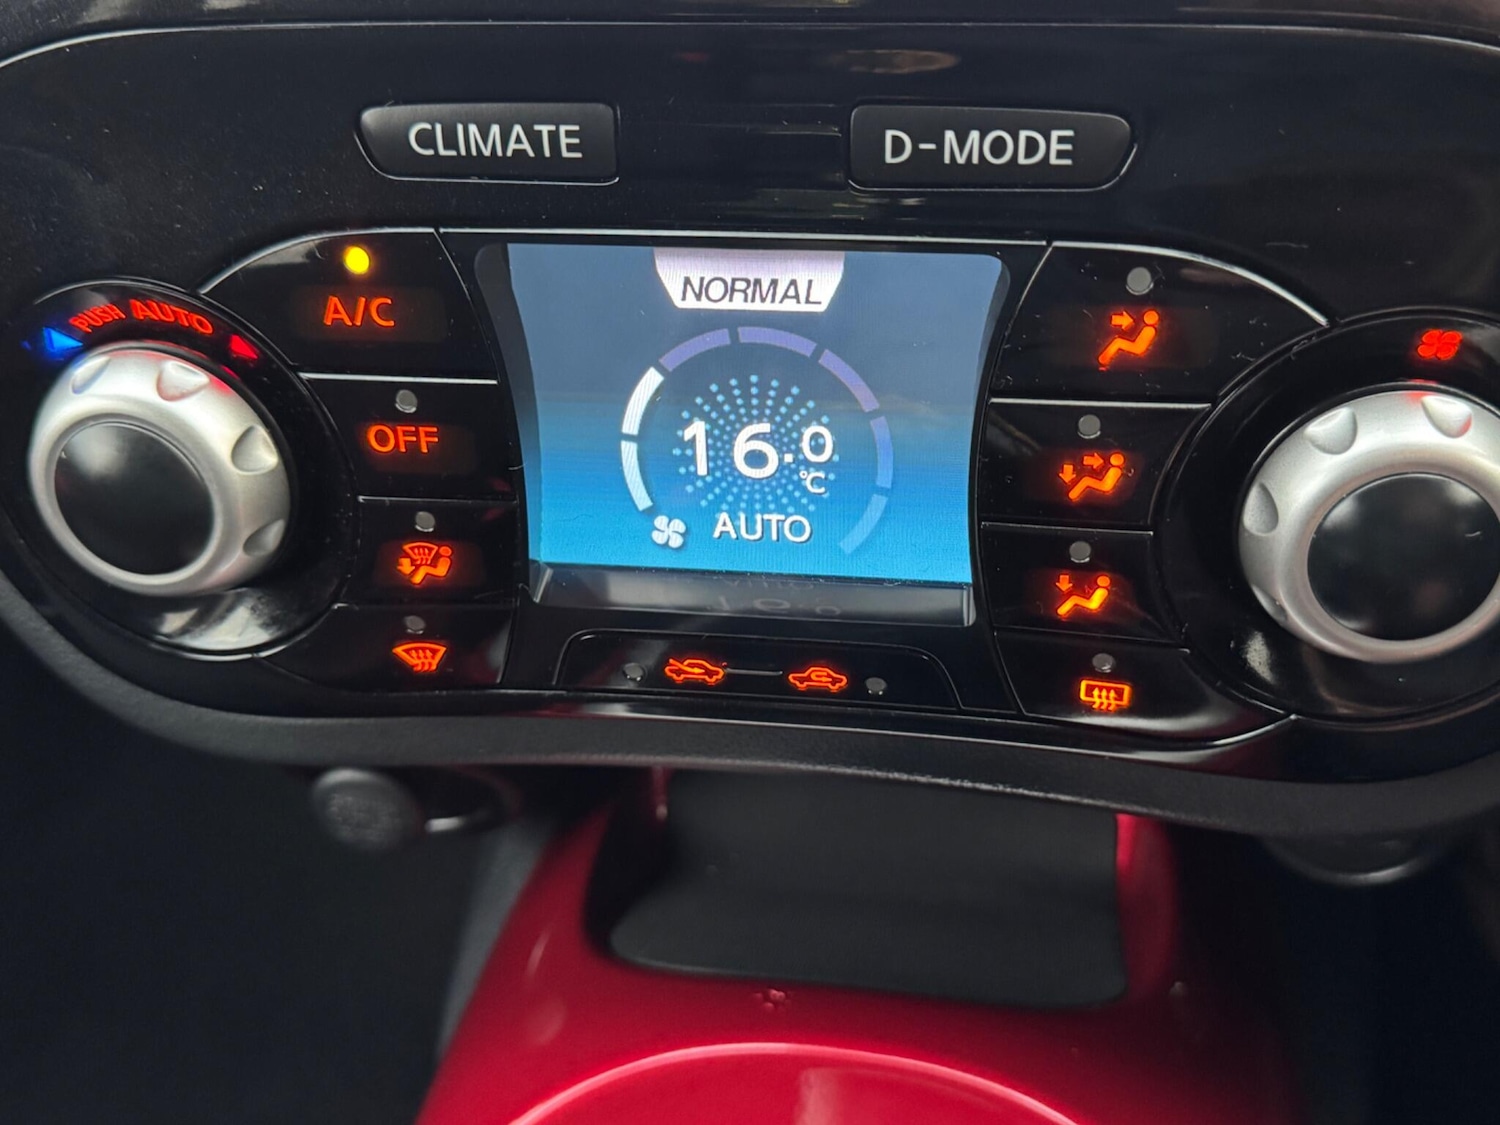 CLIMATE
D-MODE
PUSH AUTO
A/C
OFF
NORMAL
16.0
℃
AUTO